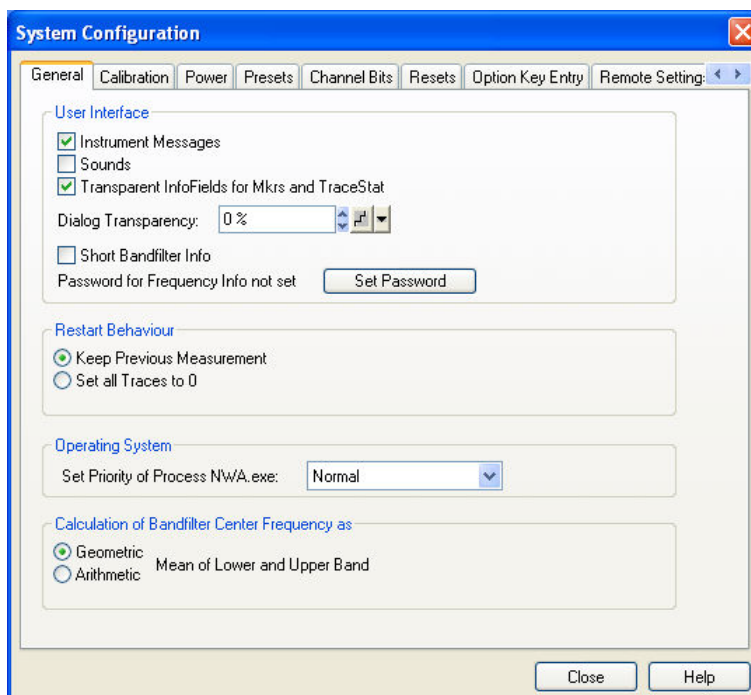 System Configuration
General Calibration Power Presets Channel Bits Resets Option Key Entry Remote Setting
User Interface
Instrument Messages
Sounds
Transparent InfoFields for Mkrs and TraceStat
Dialog Transparency: 0 %
Short Bandfilter Info
Password for Frequency Info not set Set Password
Restart Behaviour
Keep Previous Measurement
Set all Traces to 0
Operating System
Set Priority of Process NWA.exe: Normal
Calculation of Bandfilter Center Frequency as
Geometric
Mean of Lower and Upper Band
Arithmetic
Close Help